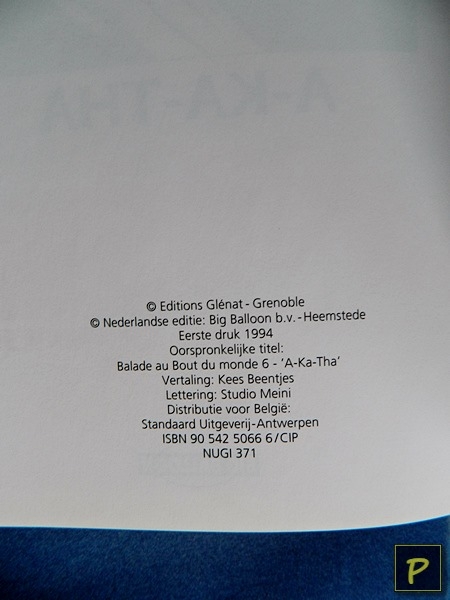 A-KA-THA
© Editions Glénat - Grenoble
© Nederlandse editie: Big Balloon b.v. - Heemstede
Eerste druk 1994
Oorspronkelijke titel:
Balade au Bout du monde 6 - ‘A-Ka-Tha’
Vertaling: Kees Beentjes
Lettering: Studio Meini
Distributie voor België:
Standaard Uitgeverij-Antwerpen
ISBN 90 542 5066 6/CIP
NUGI 371
P